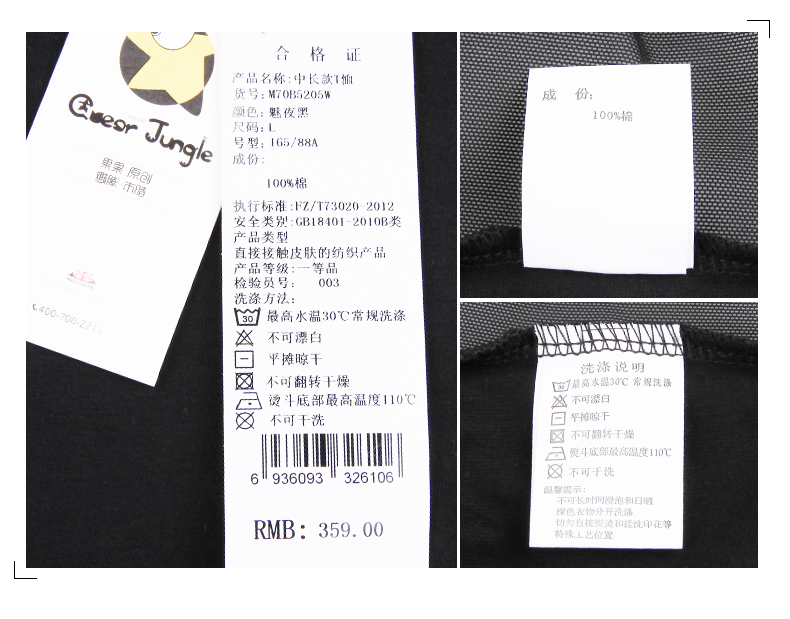 Queer Jungle
果果 原创
400-700-2211
合 格 证
产品名称:中长款T恤
货号:M70B5205W
颜色:魅夜黑
尺码:L
号型:165/88A
成份:
100%棉
执行标准:FZ/T73020-2012
安全类别:GB18401-2010B类
产品类型
直接接触皮肤的纺织产品
产品等级:一等品
检验员号: 003
洗涤方法:
30 最高水温30℃常规洗涤
不可漂白
平摊晾干
不可翻转干燥
熨斗底部最高温度110℃
不可干洗
6 936093 326106
RMB: 359.00
成 份:
100%棉
洗涤说明
30 最高水温30℃ 常规洗涤
不可漂白
平摊晾干
不可翻转干燥
熨斗底部最高温度110℃
不可干洗
温馨提示:
不可长时间浸泡和日晒
深色衣物分开洗涤
切勿直接熨烫和搓洗印花等
特殊工艺位置